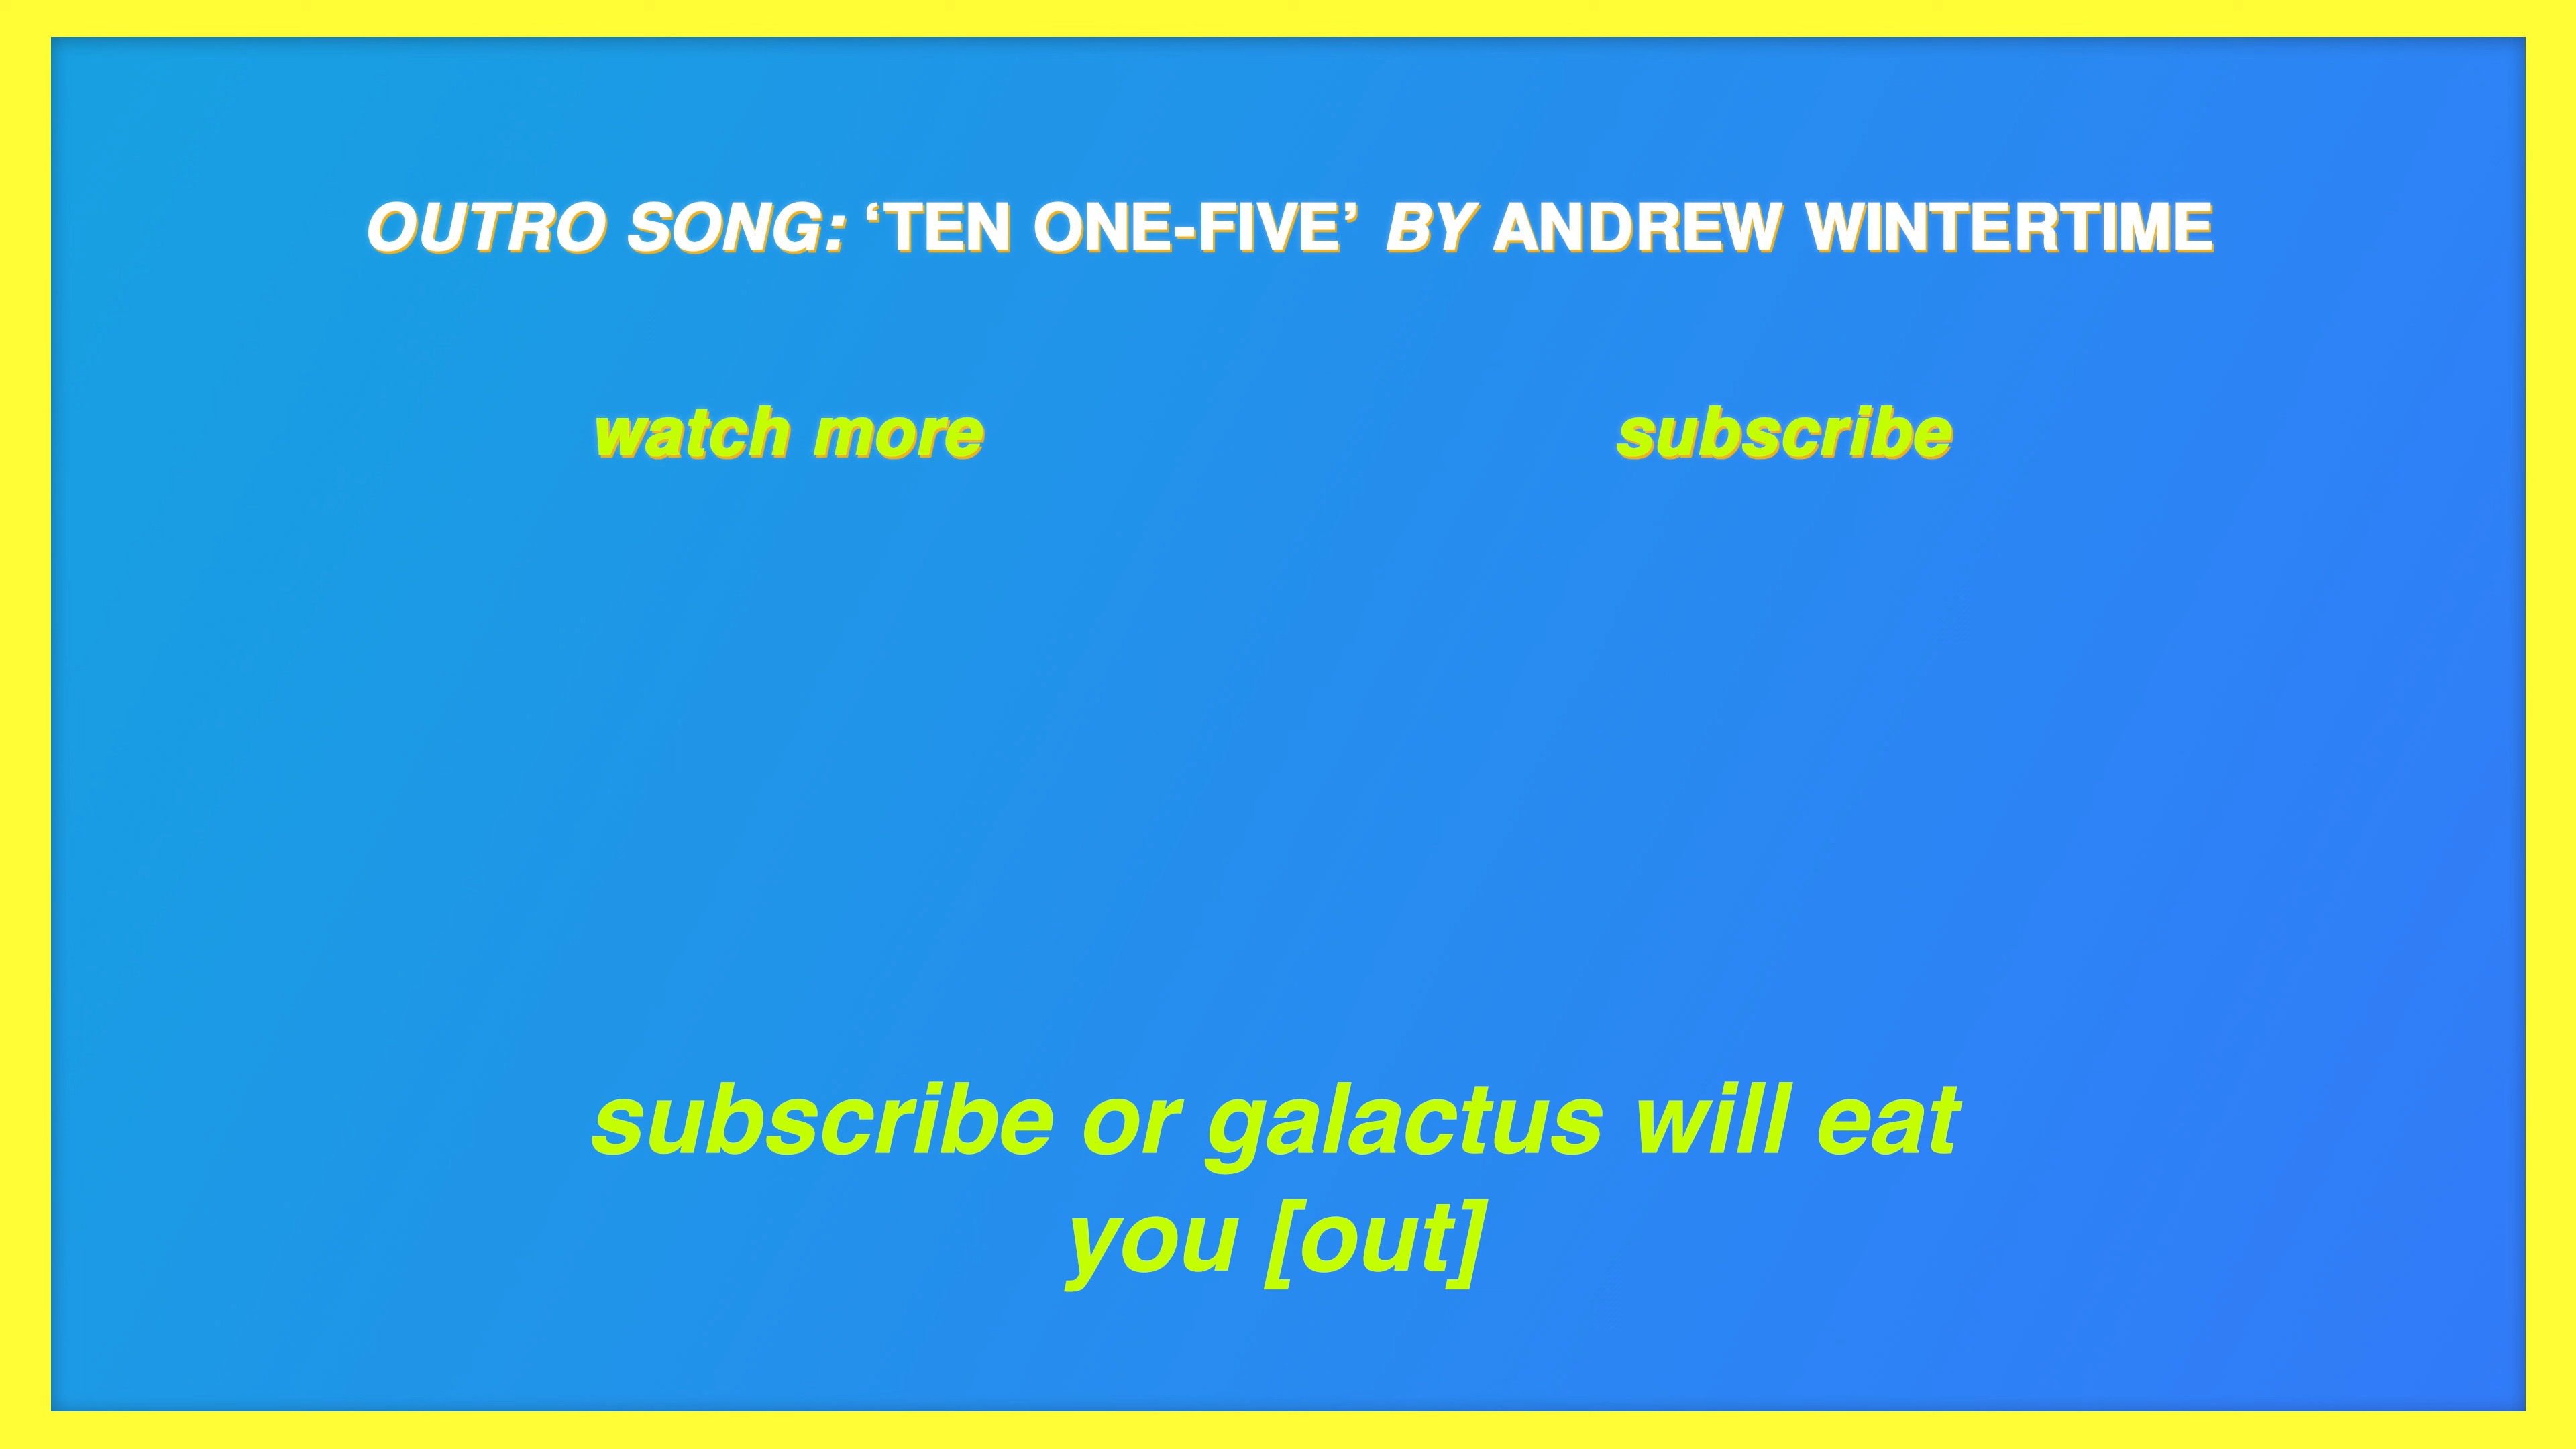 OUTRO SONG: ‘TEN ONE-FIVE’ BY ANDREW WINTERTIME
watch more
subscribe
subscribe or galactus will eat
you [out]